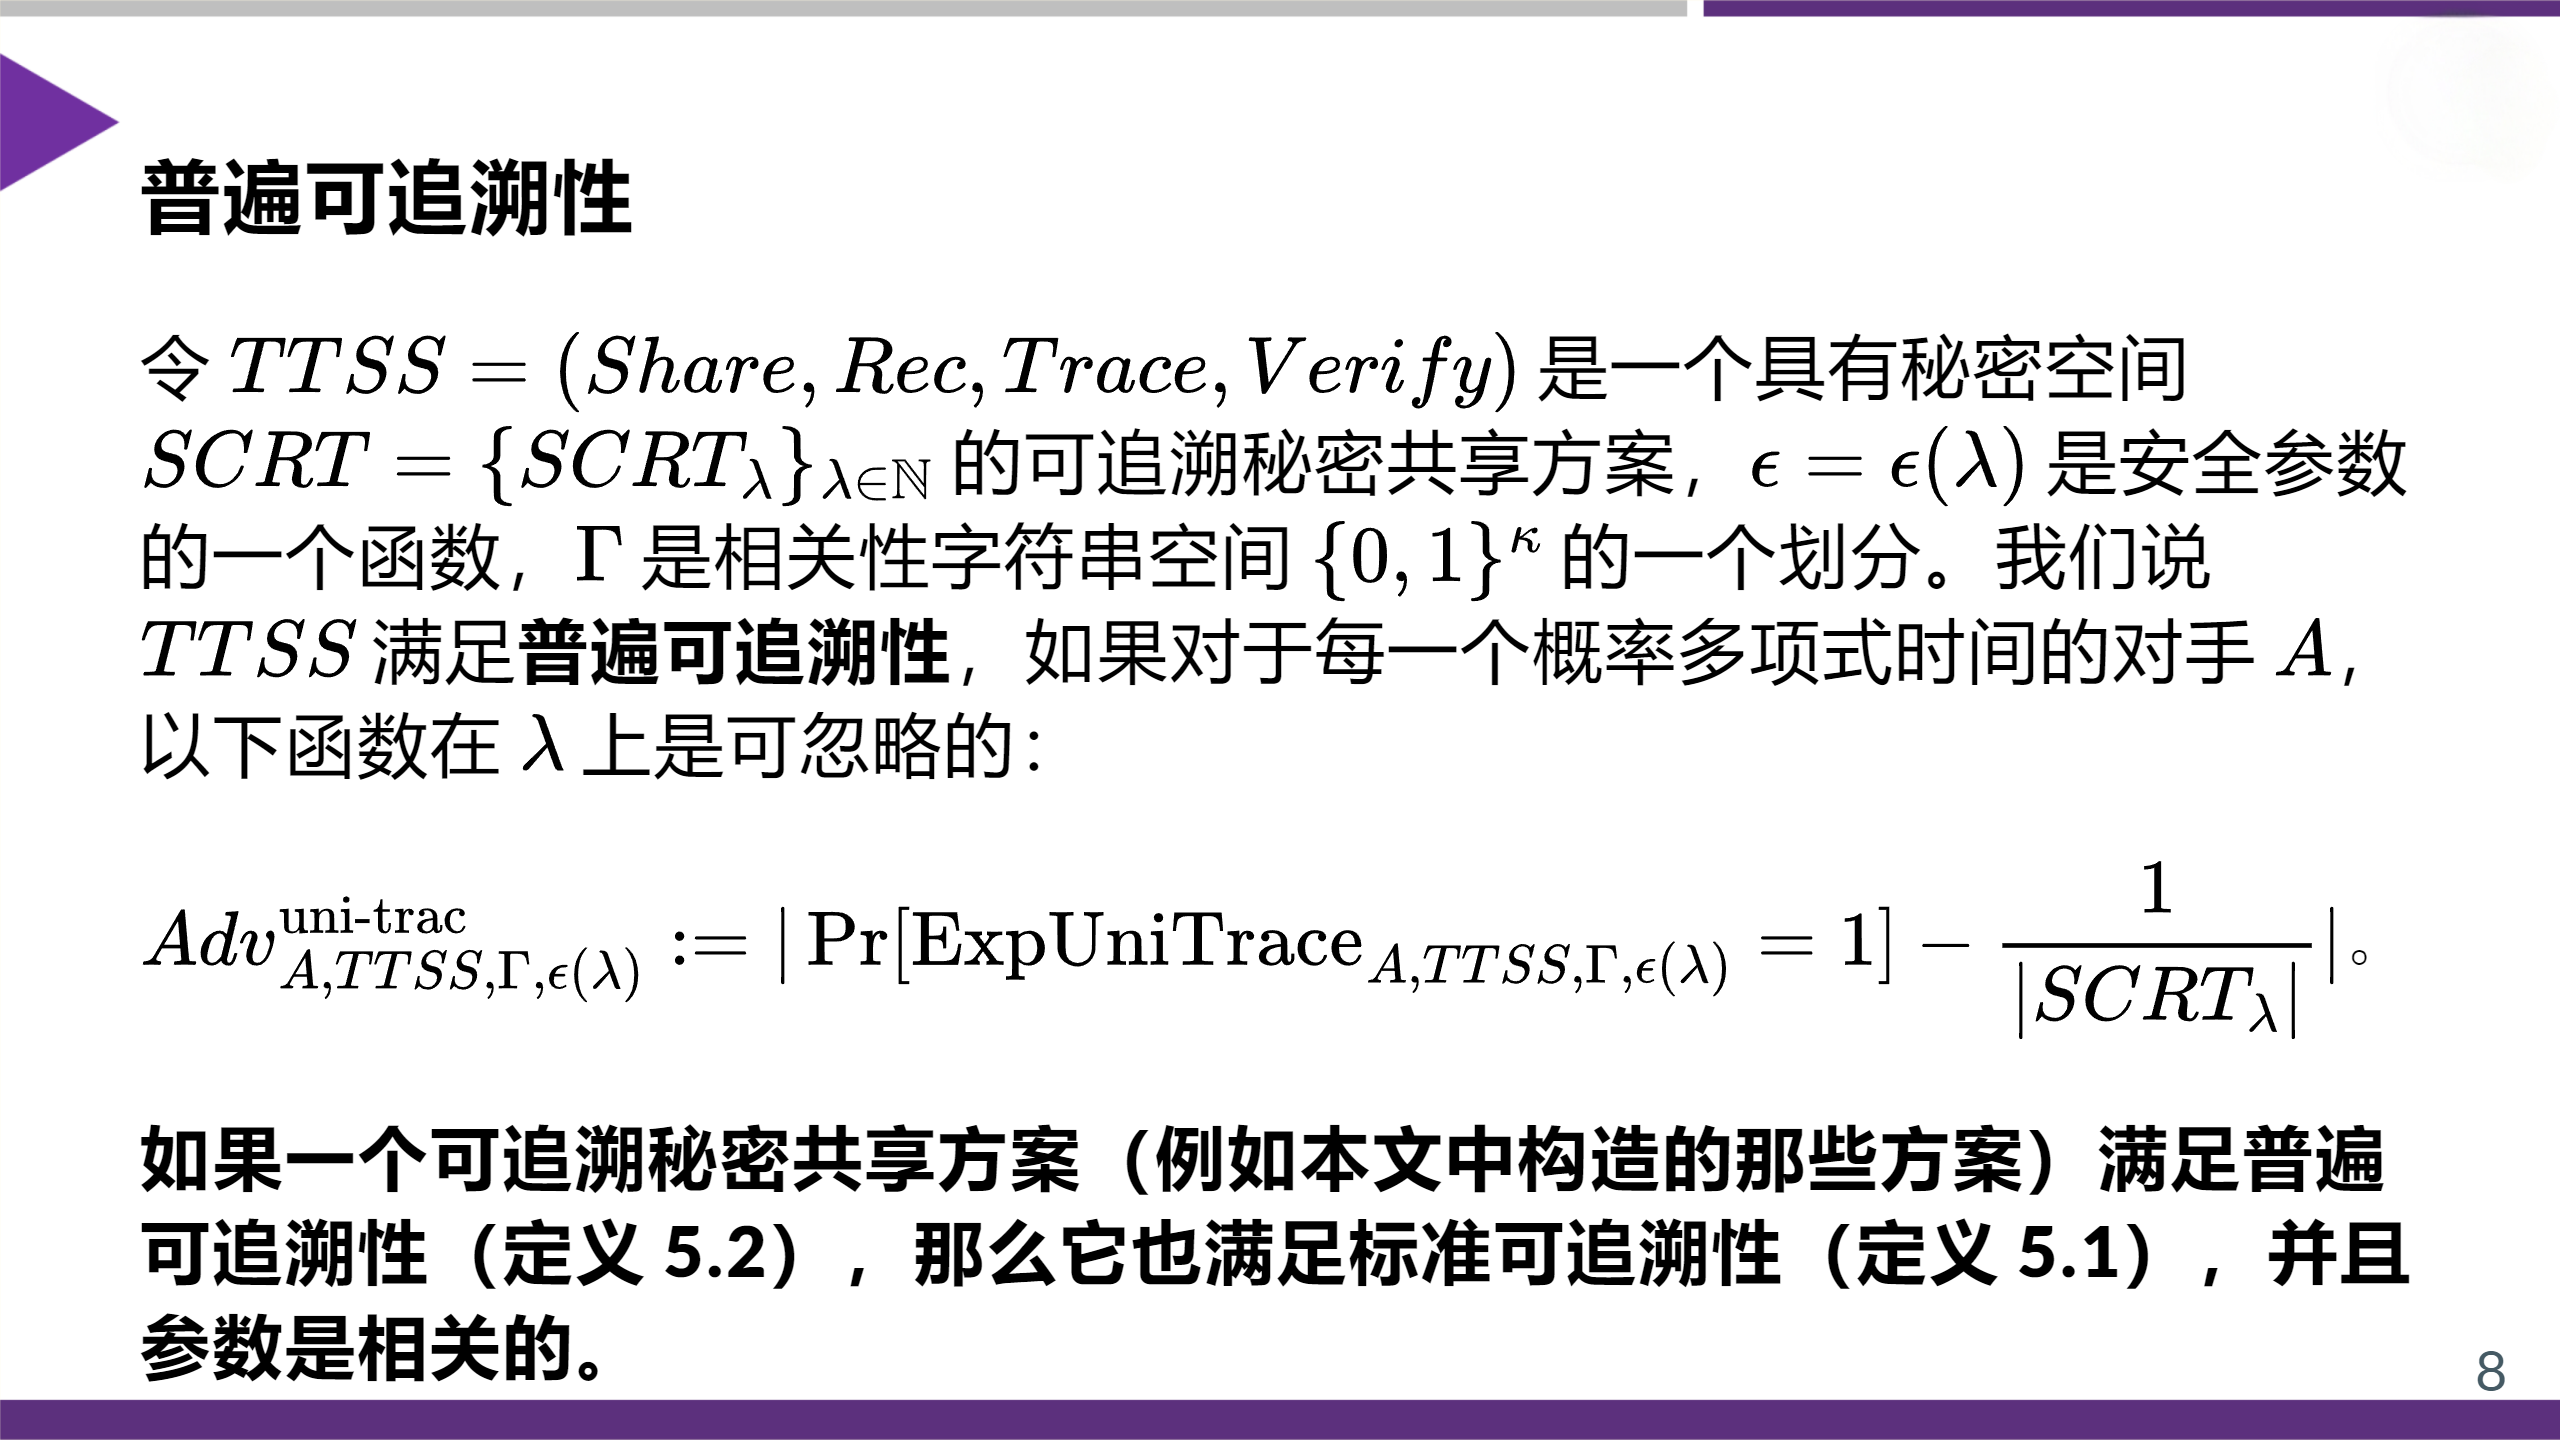 普遍可追溯性
令 TTSS = (Share, Rec, Trace, Verify) 是一个具有秘密空间
SCRT = {SCRT_λ}_{λ∈ℕ} 的可追溯秘密共享方案，ϵ = ϵ(λ) 是安全参数
的一个函数，Γ 是相关性字符串空间 {0, 1}^κ 的一个划分。我们说
TTSS 满足普遍可追溯性，如果对于每一个概率多项式时间的对手 A，
以下函数在 λ 上是可忽略的：
Adv^{uni-trac}_{A,TTSS,Γ,ϵ(λ)} := | Pr[ExpUniTrace_{A,TTSS,Γ,ϵ(λ)} = 1] − \frac{1}{|SCRT_λ|} |。
如果一个可追溯秘密共享方案（例如本文中构造的那些方案）满足普遍
可追溯性（定义 5.2），那么它也满足标准可追溯性（定义 5.1），并且
参数是相关的。
8